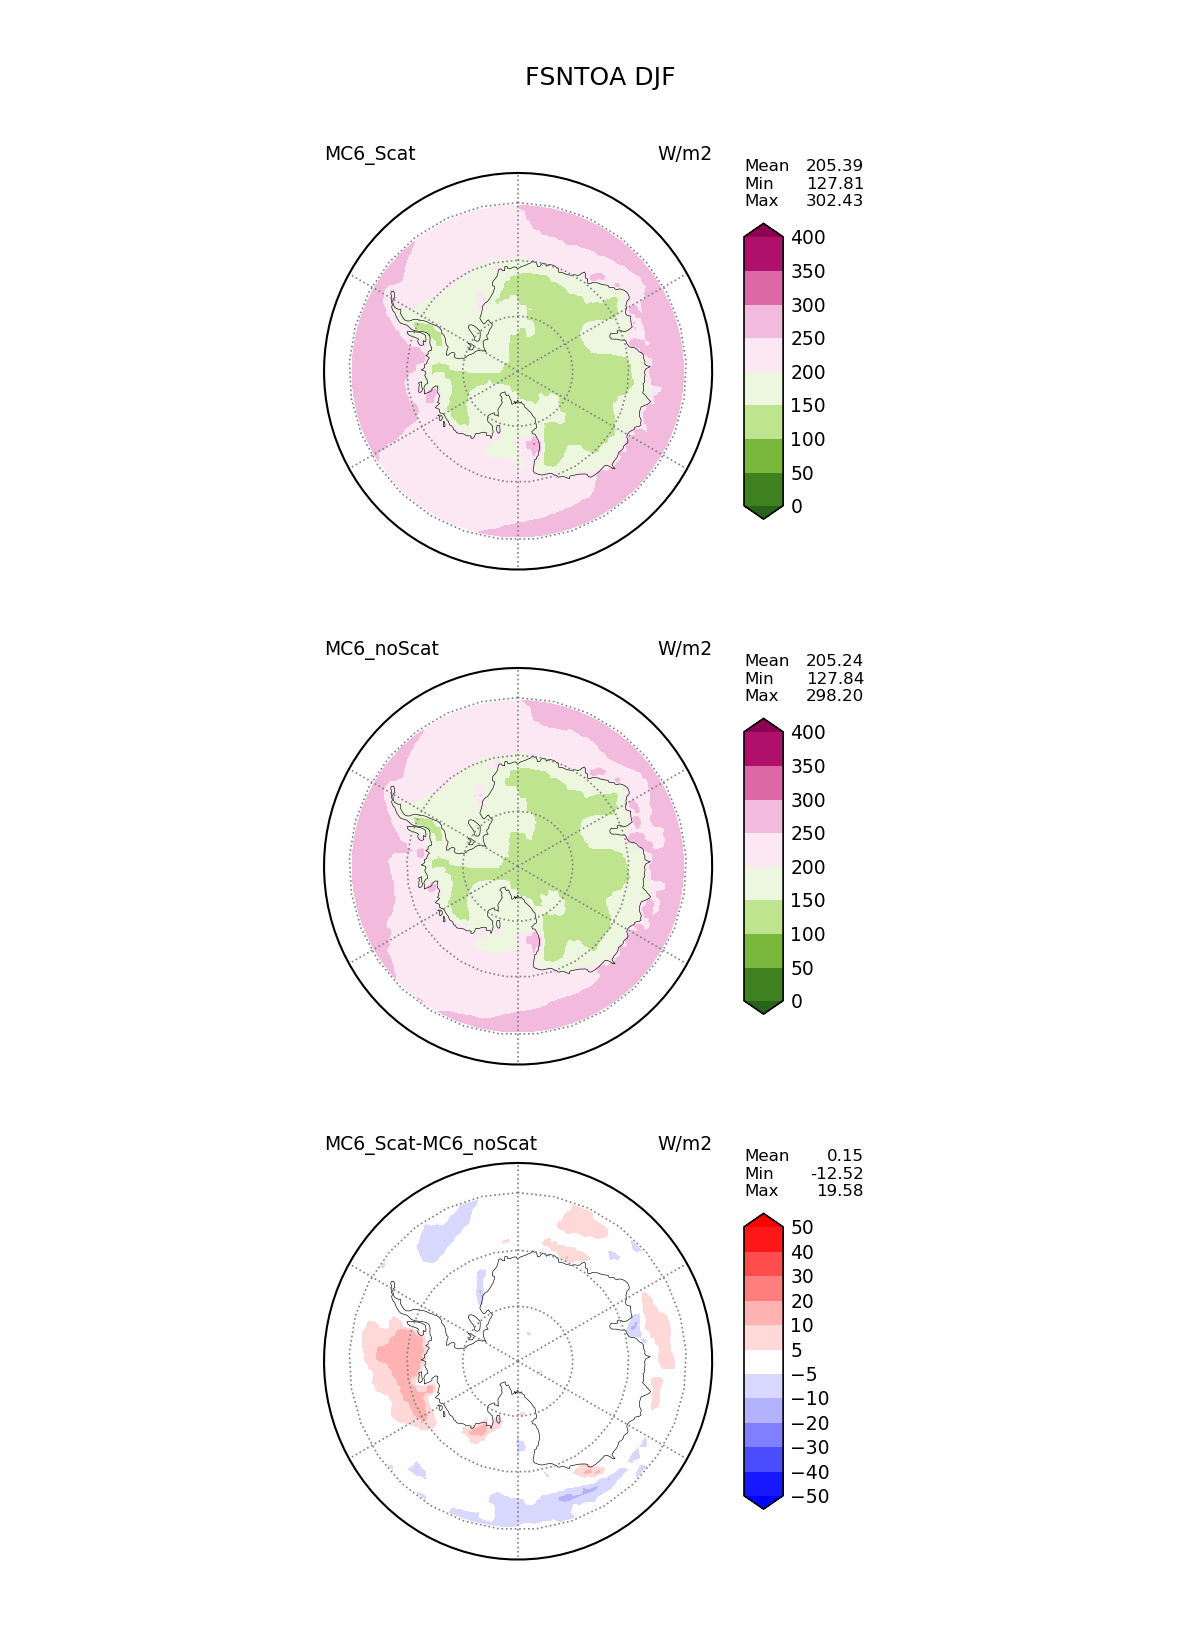 FSNTOA DJF
MC6_Scat W/m2
Mean 205.39
Min 127.81
Max 302.43
400
350
300
250
200
150
100
50
0
MC6_noScat W/m2
Mean 205.24
Min 127.84
Max 298.20
400
350
300
250
200
150
100
50
0
MC6_Scat-MC6_noScat W/m2
Mean 0.15
Min -12.52
Max 19.58
50
40
30
20
10
5
−5
−10
−20
−30
−40
−50